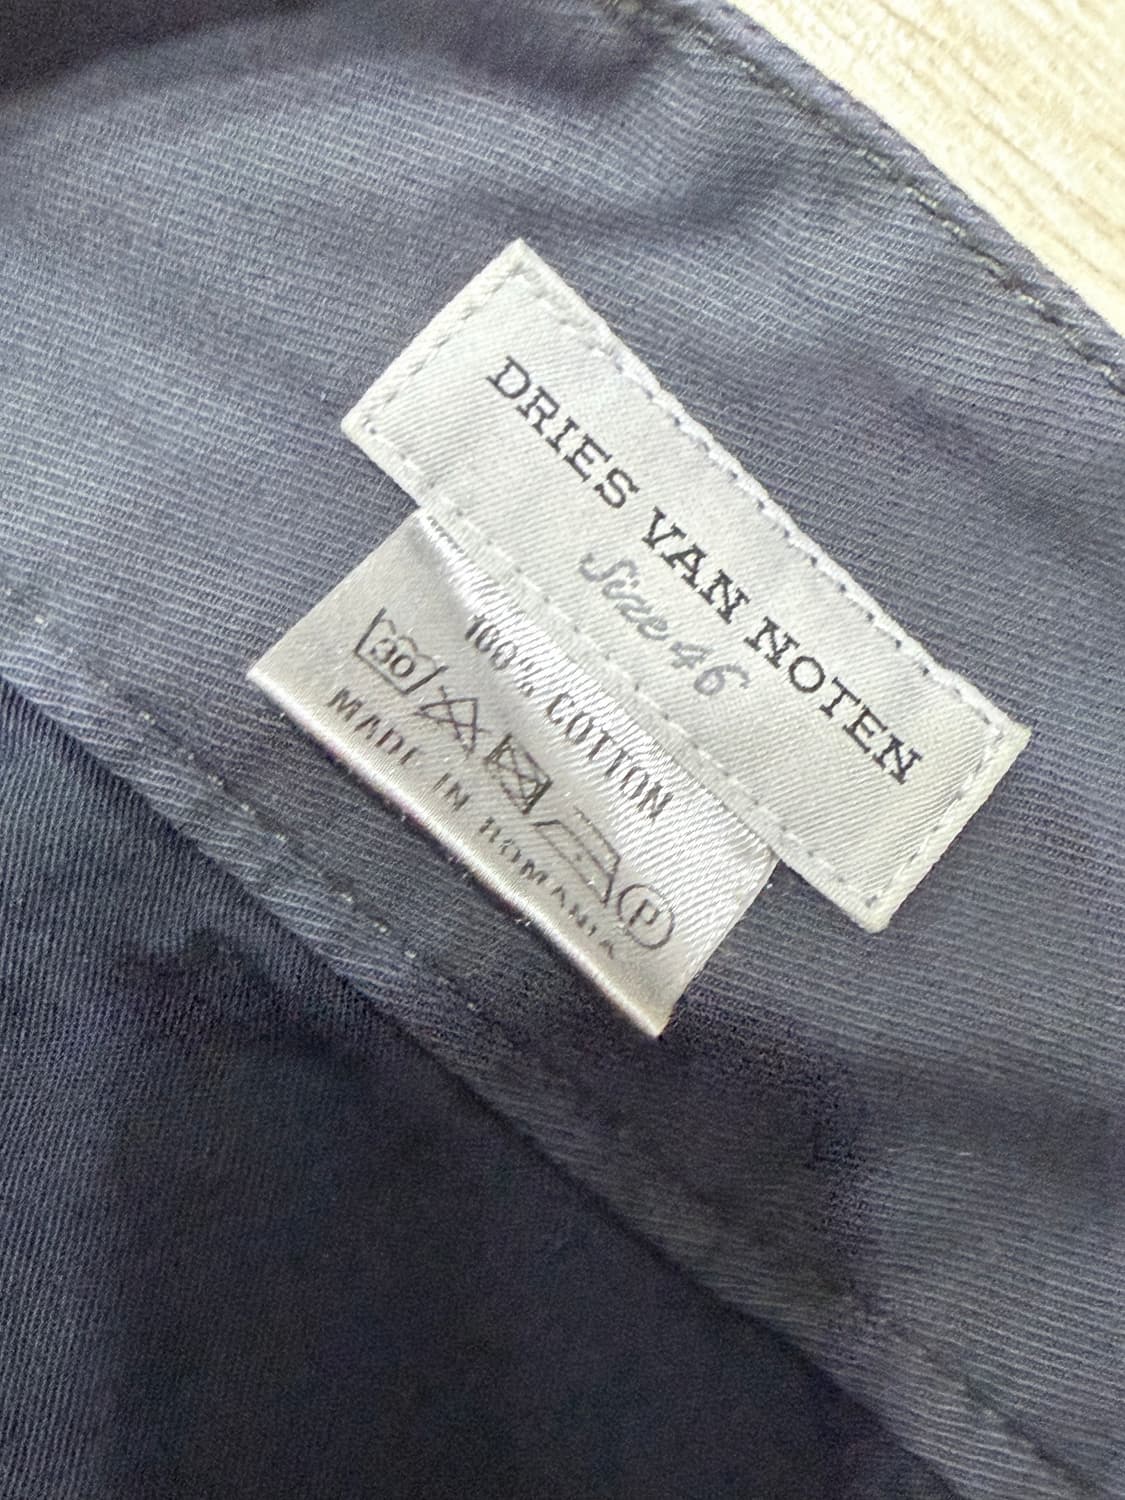 DRIES VAN NOTEN
Size 46
100% COTTON
30 P
MADE IN ROMANIA